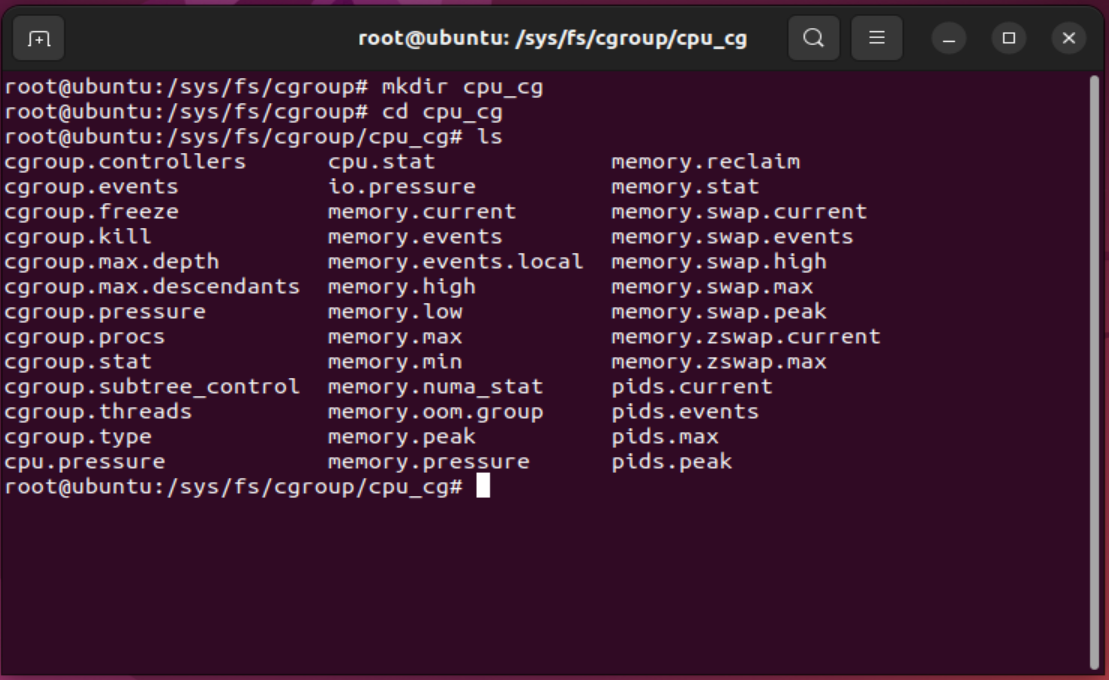 root@ubuntu: /sys/fs/cgroup/cpu_cg
root@ubuntu:/sys/fs/cgroup# mkdir cpu_cg
root@ubuntu:/sys/fs/cgroup# cd cpu_cg
root@ubuntu:/sys/fs/cgroup/cpu_cg# ls
cgroup.controllers      cpu.stat             memory.reclaim
cgroup.events           io.pressure          memory.stat
cgroup.freeze           memory.current       memory.swap.current
cgroup.kill             memory.events        memory.swap.events
cgroup.max.depth        memory.events.local  memory.swap.high
cgroup.max.descendants  memory.high          memory.swap.max
cgroup.pressure         memory.low           memory.swap.peak
cgroup.procs            memory.max           memory.zswap.current
cgroup.stat             memory.min           memory.zswap.max
cgroup.subtree_control  memory.numa_stat     pids.current
cgroup.threads          memory.oom.group     pids.events
cgroup.type             memory.peak          pids.max
cpu.pressure            memory.pressure      pids.peak
root@ubuntu:/sys/fs/cgroup/cpu_cg#